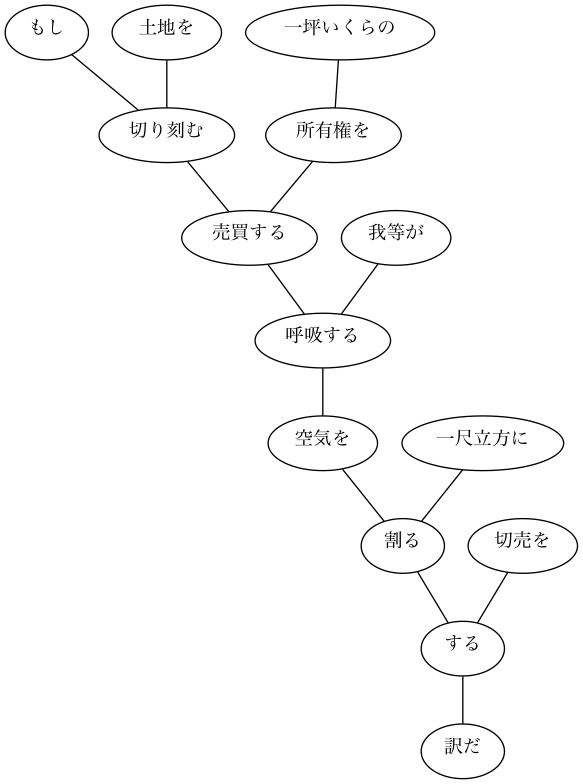 もし
土地を
一坪いくらの
切り刻む
所有権を
売買する
我等が
呼吸する
空気を
一尺立方に
割る
切売を
する
訳だ